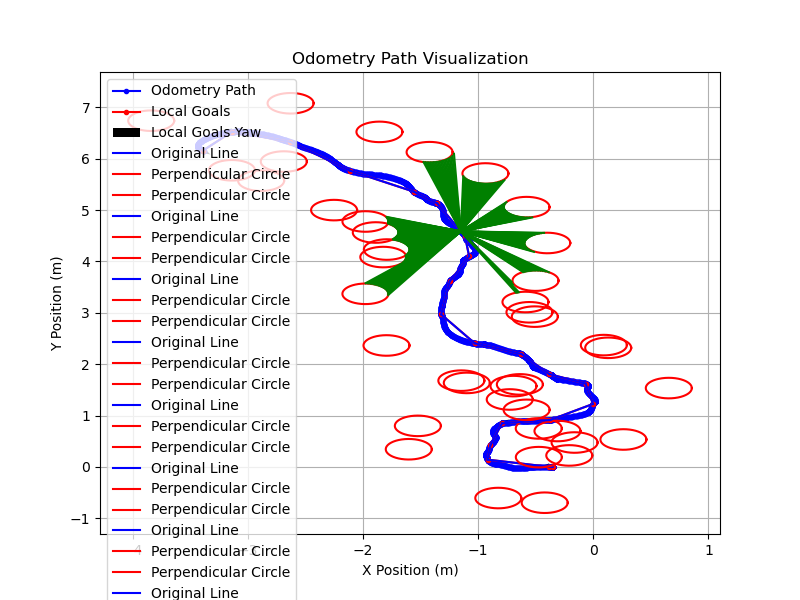 Odometry Path Visualization
Y Position (m)
7
6
5
4
3
2
1
0
−1
Odometry Path
Local Goals
Local Goals Yaw
Original Line
Perpendicular Circle
Perpendicular Circle
Original Line
Perpendicular Circle
Perpendicular Circle
Original Line
Perpendicular Circle
Perpendicular Circle
Original Line
Perpendicular Circle
Perpendicular Circle
Original Line
Perpendicular Circle
Perpendicular Circle
Original Line
Perpendicular Circle
Perpendicular Circle
Original Line
Perpendicular Circle
Perpendicular Circle
Original Line
−2 −1 0 1
X Position (m)